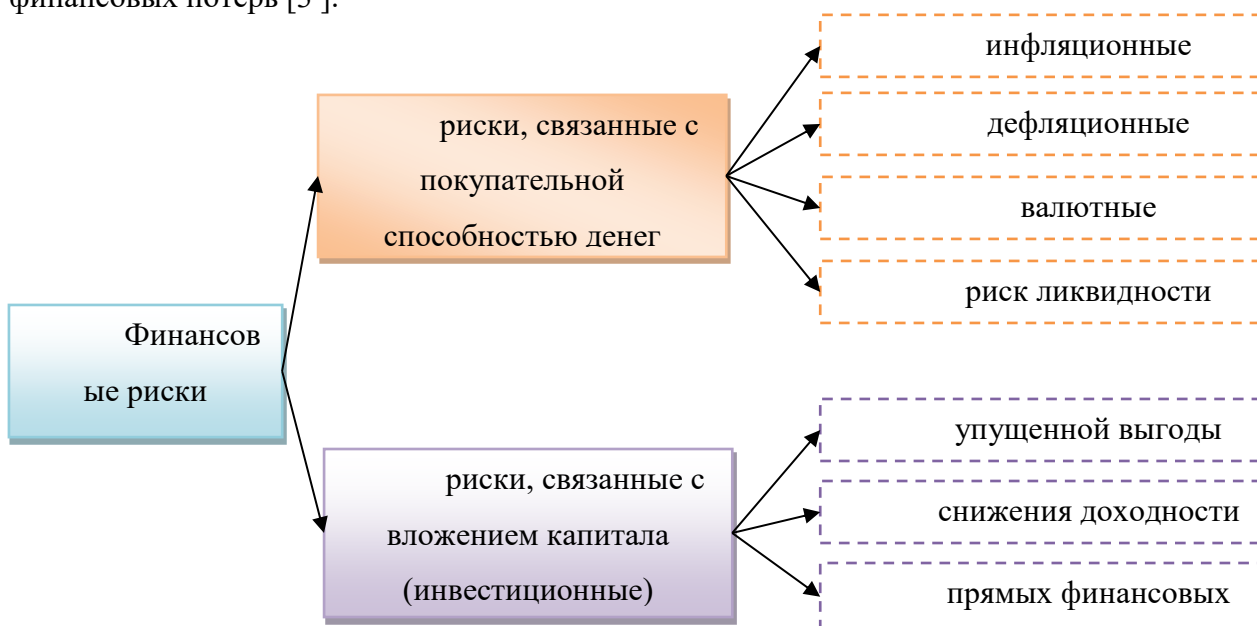 финансовых потерь [3 ].
инфляционные
дефляционные
валютные
риск ликвидности
риски, связанные с
покупательной
способностью денег
Финансов
ые риски
риски, связанные с
вложением капитала
(инвестиционные)
упущенной выгоды
снижения доходности
прямых финансовых